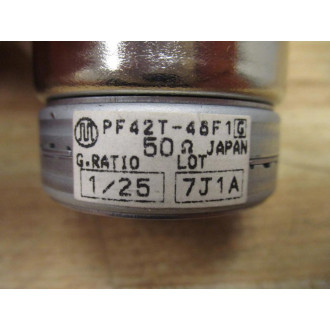 PF42T-48F1G
50Ω JAPAN
G.RATIO LOT
1/25 7J1A